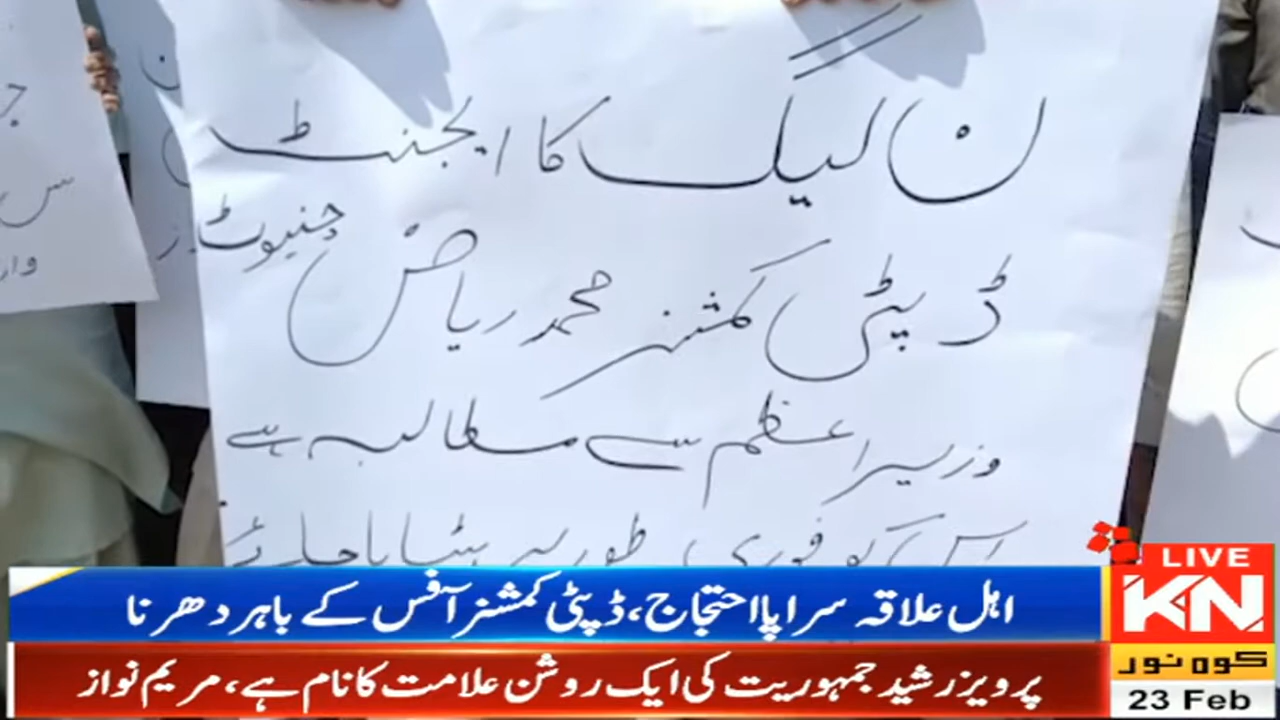 ن لیگ کا ایجنٹ
ڈپٹی کمشنر محمد ریاض چنیوٹ
وزیر اعظم سے مطالبہ ہے
اس کو فوری طور پر ہٹایا جائے
اہل علاقہ سراپا احتجاج، ڈپٹی کمشنر آفس کے باہر دھرنا
پرویز رشید جمہوریت کی ایک روشن علامت کا نام ہے، مریم نواز
LIVE
KN
کوہ نور
23 Feb